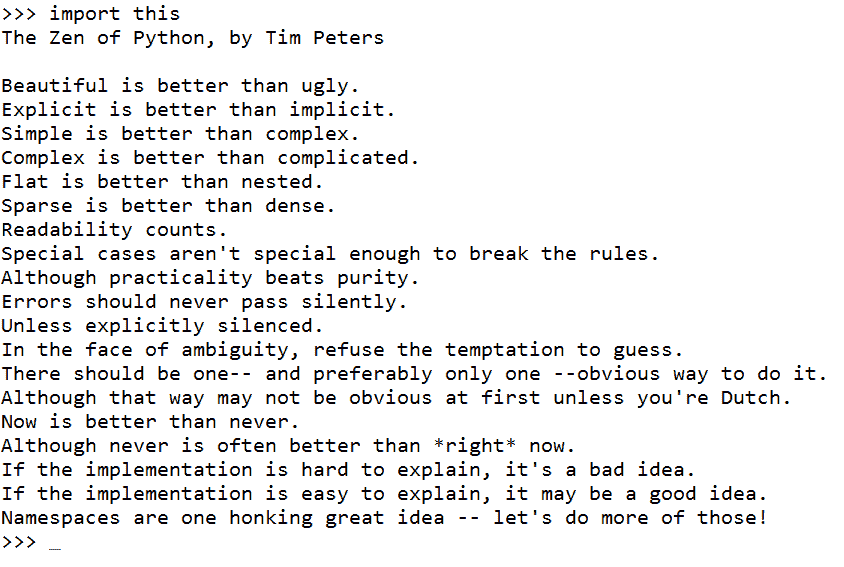 >>> import this
The Zen of Python, by Tim Peters

Beautiful is better than ugly.
Explicit is better than implicit.
Simple is better than complex.
Complex is better than complicated.
Flat is better than nested.
Sparse is better than dense.
Readability counts.
Special cases aren't special enough to break the rules.
Although practicality beats purity.
Errors should never pass silently.
Unless explicitly silenced.
In the face of ambiguity, refuse the temptation to guess.
There should be one-- and preferably only one --obvious way to do it.
Although that way may not be obvious at first unless you're Dutch.
Now is better than never.
Although never is often better than *right* now.
If the implementation is hard to explain, it's a bad idea.
If the implementation is easy to explain, it may be a good idea.
Namespaces are one honking great idea -- let's do more of those!
>>> _